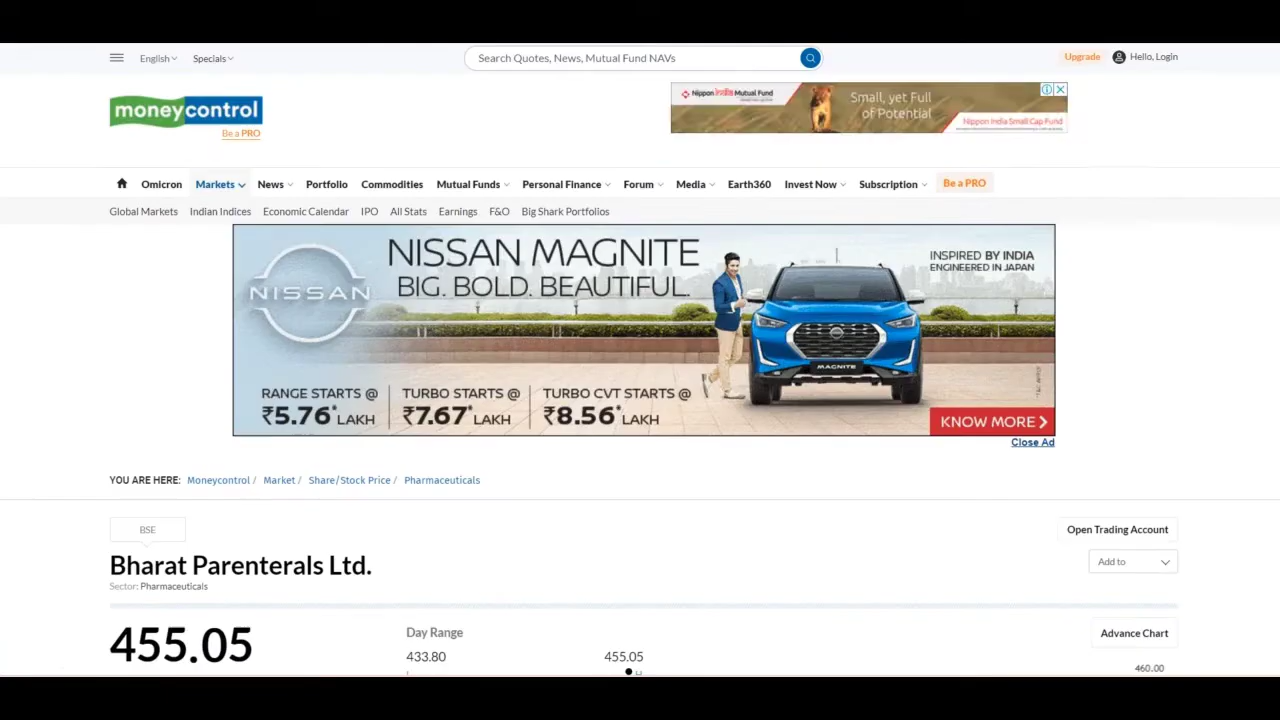 English
Specials
Search Quotes, News, Mutual Fund NAVs
Upgrade
Hello, Login
moneycontrol
Be a PRO
Nippon India Mutual Fund
Small, yet Full
of Potential
Nippon India Small Cap Fund
Omicron Markets News Portfolio Commodities Mutual Funds Personal Finance Forum Media Earth360 Invest Now Subscription Be a PRO
Global Markets Indian Indices Economic Calendar IPO All Stats Earnings F&O Big Shark Portfolios
NISSAN MAGNITE
BIG. BOLD. BEAUTIFUL.
NISSAN
INSPIRED BY INDIA
ENGINEERED IN JAPAN
MAGNITE
RANGE STARTS @
₹5.76* LAKH
TURBO STARTS @
₹7.67* LAKH
TURBO CVT STARTS @
₹8.56* LAKH
KNOW MORE
Close Ad
YOU ARE HERE: Moneycontrol / Market / Share/Stock Price / Pharmaceuticals
BSE
Open Trading Account
Bharat Parenterals Ltd.
Add to
Sector: Pharmaceuticals
455.05
Day Range
433.80 455.05
H
Advance Chart
460.00